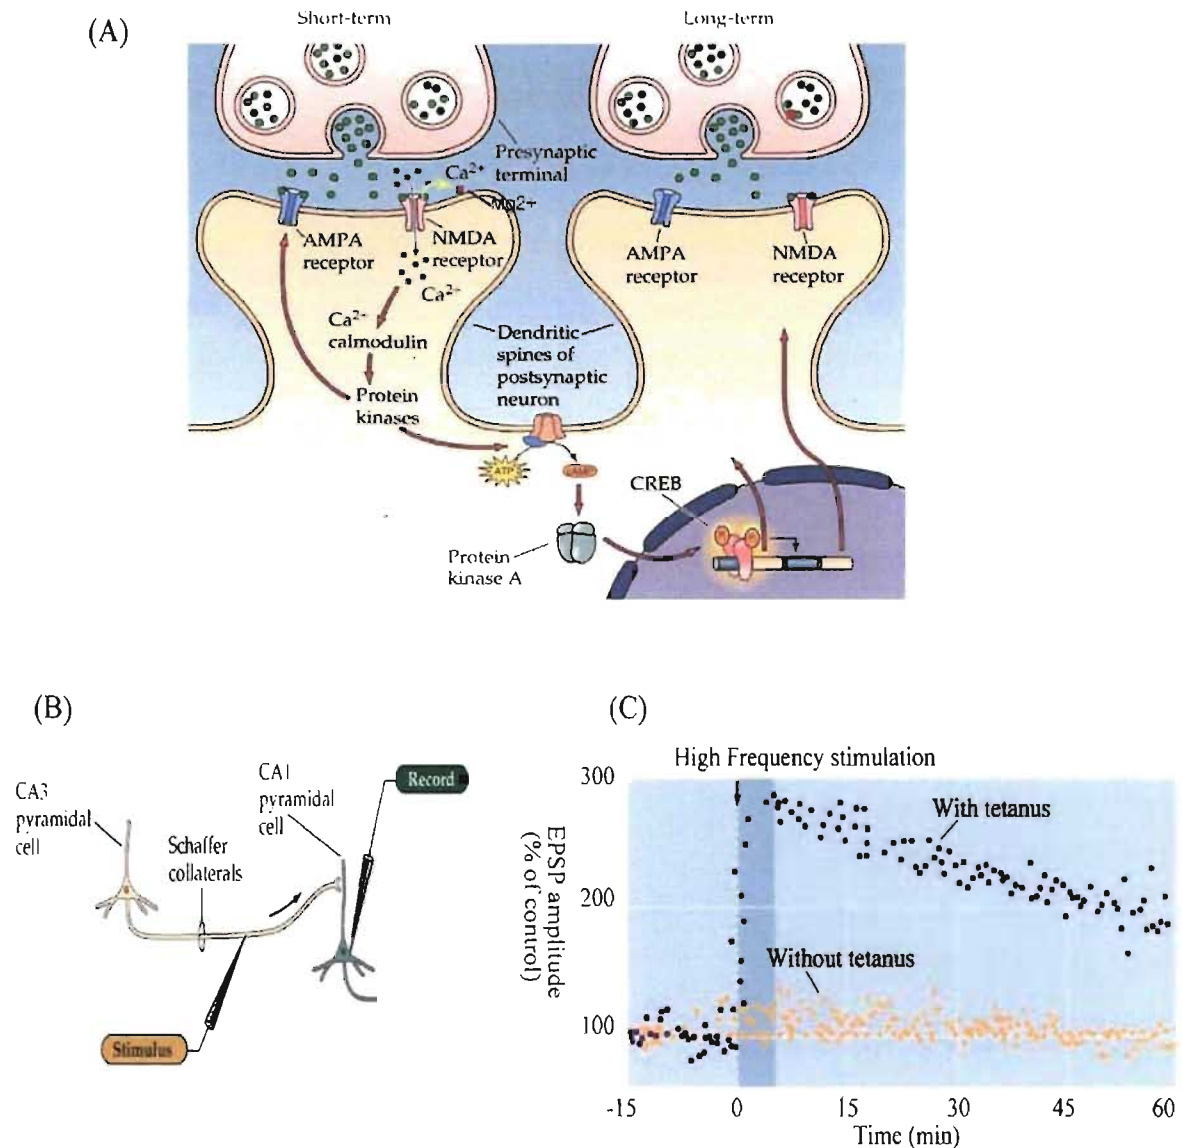 (A)
Short-term
Long-term
Presynaptic
terminal
Ca2+
Mg2+
AMPA
receptor
NMDA
receptor
AMPA
receptor
NMDA
receptor
Ca2+
Ca2+
calmodulin
Dendritic
spines of
postsynaptic
neuron
Protein
kinases
ATP
cAMP
CREB
Protein
kinase A
(B)
CA3
pyramidal
cell
Schaffer
collaterals
CA1
pyramidal
cell
Record
Stimulus
(C)
High Frequency stimulation
EPSP amplitude
(% of control)
300
200
100
With tetanus
Without tetanus
-15
0
15
30
45
60
Time (min)